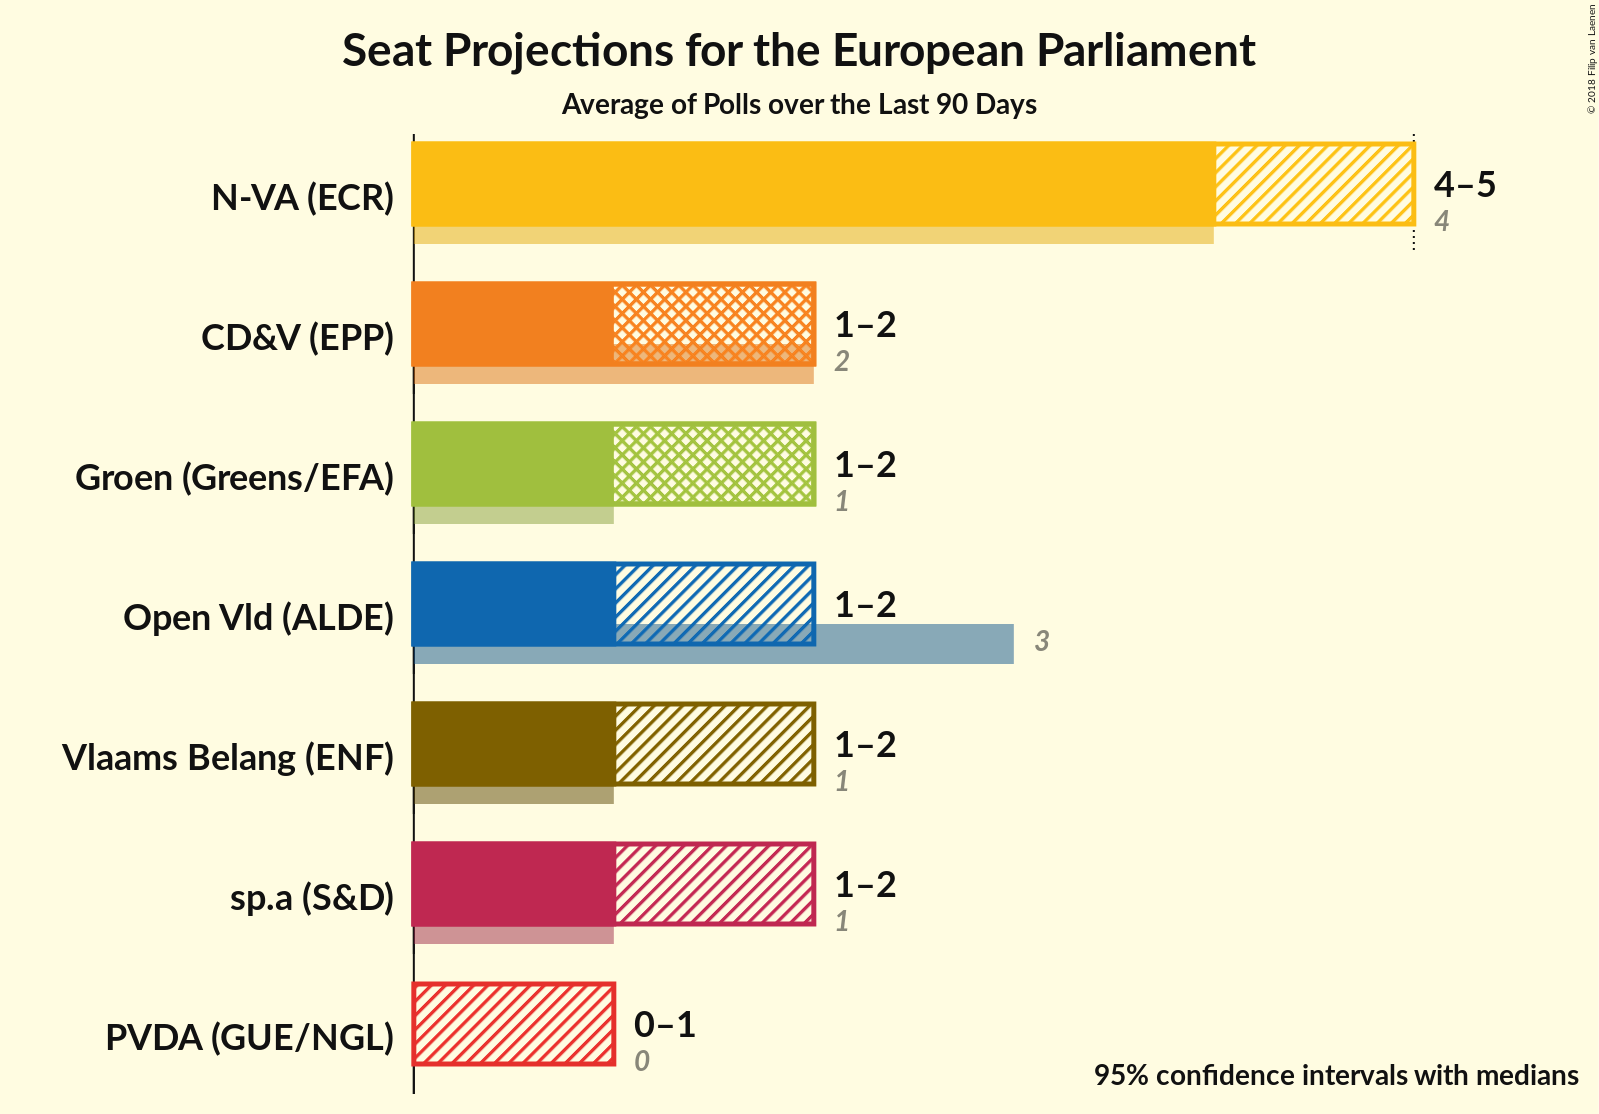 Seat Projections for the European Parliament
Average of Polls over the Last 90 Days
© 2018 Filip van Laenen
N-VA (ECR)
4–5
4
CD&V (EPP)
1–2
2
Groen (Greens/EFA)
1–2
1
Open Vld (ALDE)
1–2
3
Vlaams Belang (ENF)
1–2
1
sp.a (S&D)
1–2
1
PVDA (GUE/NGL)
0–1
0
95% confidence intervals with medians